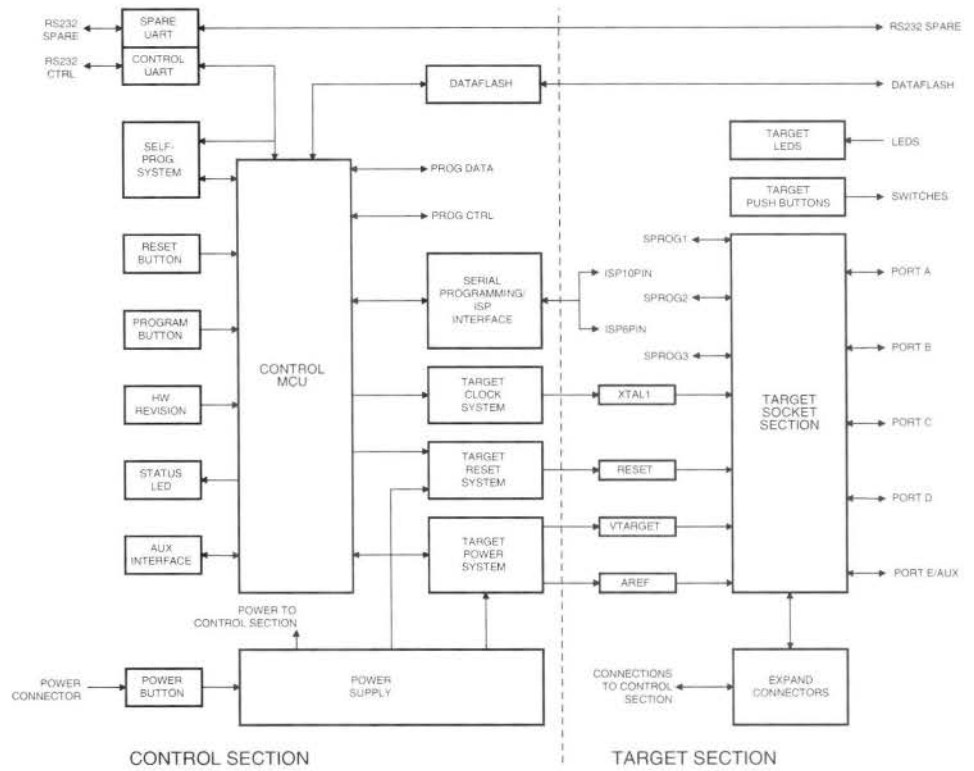 RS232
SPARE
SPARE
UART
RS232 SPARE
RS232
CTRL
CONTROL
UART
DATAFLASH
DATAFLASH
SELF-
PROG
SYSTEM
TARGET
LEDS
LEDS
PROG DATA
TARGET
PUSH BUTTONS
SWITCHES
PROG CTRL
RESET
BUTTON
SPROG1
SERIAL
PROGRAMMING/
ISP
INTERFACE
ISP10PIN
PORT A
SPROG2
ISP6PIN
PROGRAM
BUTTON
PORT B
SPROG3
CONTROL
MCU
HW
REVISION
TARGET
CLOCK
SYSTEM
XTAL1
TARGET
SOCKET
SECTION
PORT C
STATUS
LED
TARGET
RESET
SYSTEM
RESET
PORT D
AUX
INTERFACE
TARGET
POWER
SYSTEM
VTARGET
AREF
PORT E/AUX
POWER TO
CONTROL SECTION
POWER
CONNECTOR
POWER
BUTTON
POWER
SUPPLY
CONNECTIONS
TO CONTROL
SECTION
EXPAND
CONNECTORS
CONTROL SECTION
TARGET SECTION